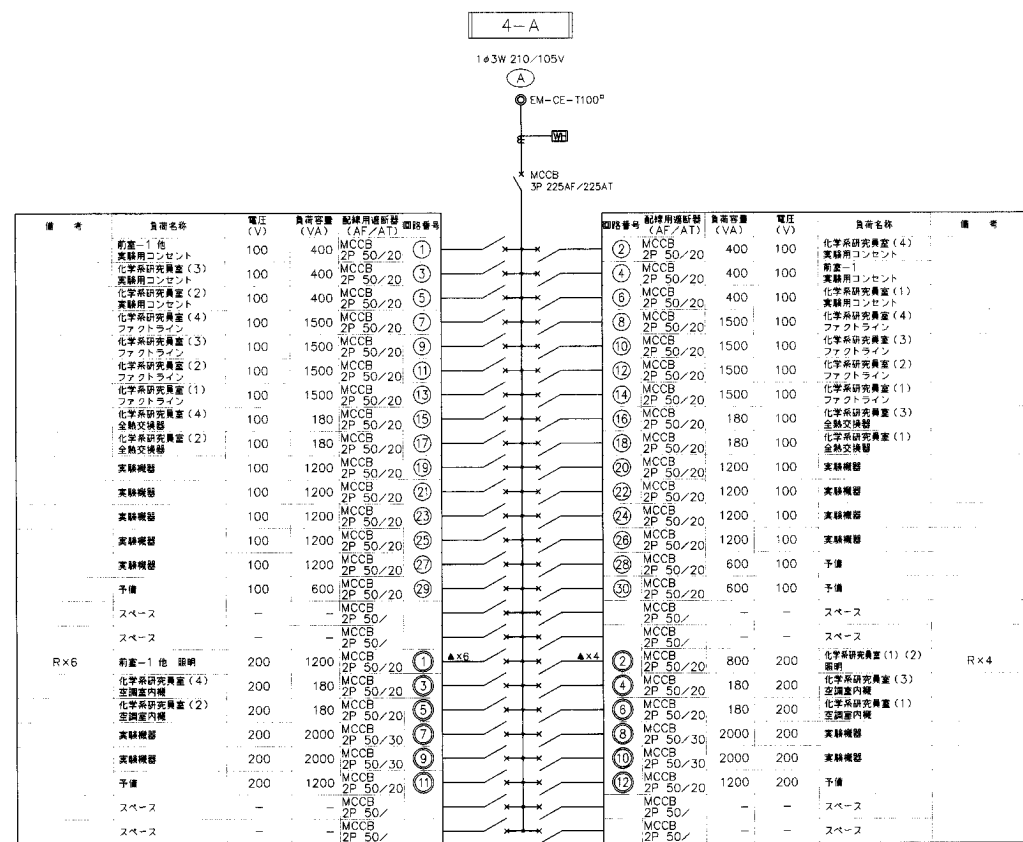 4-A
1φ3W 210/105V
A
EM-CE-T100□
WH
MCCB
3P 225AF/225AT
備 考 負荷名称 電圧(V) 負荷容量(VA) 配線用遮断器(AF/AT) 回路番号 回路番号 配線用遮断器(AF/AT) 負荷容量(VA) 電圧(V) 負荷名称 備 考
前室-1 他 実験用コンセント 100 400 MCCB 2P 50/20 ① ② MCCB 2P 50/20 400 100 化学系研究員室(4) 実験用コンセント
化学系研究員室(3) 実験用コンセント 100 400 MCCB 2P 50/20 ③ ④ MCCB 2P 50/20 400 100 前室-1 実験用コンセント
化学系研究員室(2) 実験用コンセント 100 400 MCCB 2P 50/20 ⑤ ⑥ MCCB 2P 50/20 400 100 化学系研究員室(1) 実験用コンセント
化学系研究員室(4) ファクトライン 100 1500 MCCB 2P 50/20 ⑦ ⑧ MCCB 2P 50/20 1500 100 化学系研究員室(4) ファクトライン
化学系研究員室(3) ファクトライン 100 1500 MCCB 2P 50/20 ⑨ ⑩ MCCB 2P 50/20 1500 100 化学系研究員室(3) ファクトライン
化学系研究員室(2) ファクトライン 100 1500 MCCB 2P 50/20 ⑪ ⑫ MCCB 2P 50/20 1500 100 化学系研究員室(2) ファクトライン
化学系研究員室(1) ファクトライン 100 1500 MCCB 2P 50/20 ⑬ ⑭ MCCB 2P 50/20 1500 100 化学系研究員室(1) ファクトライン
化学系研究員室(4) 全熱交換器 100 180 MCCB 2P 50/20 ⑮ ⑯ MCCB 2P 50/20 180 100 化学系研究員室(3) 全熱交換器
化学系研究員室(2) 全熱交換器 100 180 MCCB 2P 50/20 ⑰ ⑱ MCCB 2P 50/20 180 100 化学系研究員室(1) 全熱交換器
実験機器 100 1200 MCCB 2P 50/20 ⑲ ⑳ MCCB 2P 50/20 1200 100 実験機器
実験機器 100 1200 MCCB 2P 50/20 ㉑ ㉒ MCCB 2P 50/20 1200 100 実験機器
実験機器 100 1200 MCCB 2P 50/20 ㉓ ㉔ MCCB 2P 50/20 1200 100 実験機器
実験機器 100 1200 MCCB 2P 50/20 ㉕ ㉖ MCCB 2P 50/20 1200 100 実験機器
実験機器 100 1200 MCCB 2P 50/20 ㉗ ㉘ MCCB 2P 50/20 600 100 予備
予備 100 600 MCCB 2P 50/20 ㉙ ㉚ MCCB 2P 50/20 600 100 予備
スペース - - MCCB 2P 50/ MCCB 2P 50/ - - スペース
スペース - - MCCB 2P 50/ MCCB 2P 50/ - - スペース
R×6 前室-1 他 照明 200 1200 MCCB 2P 50/20 ① ▲×6 ▲×4 ② MCCB 2P 50/20 800 200 化学系研究員室(1)(2) 照明 R×4
化学系研究員室(4) 空調室内機 200 180 MCCB 2P 50/20 ③ ④ MCCB 2P 50/20 180 200 化学系研究員室(3) 空調室内機
化学系研究員室(2) 空調室内機 200 180 MCCB 2P 50/20 ⑤ ⑥ MCCB 2P 50/20 180 200 化学系研究員室(1) 空調室内機
実験機器 200 2000 MCCB 2P 50/30 ⑦ ⑧ MCCB 2P 50/30 2000 200 実験機器
実験機器 200 2000 MCCB 2P 50/30 ⑨ ⑩ MCCB 2P 50/30 2000 200 実験機器
予備 200 1200 MCCB 2P 50/20 ⑪ ⑫ MCCB 2P 50/20 1200 200 予備
スペース - - MCCB 2P 50/ MCCB 2P 50/ - - スペース
スペース - - MCCB 2P 50/ MCCB 2P 50/ - - スペース